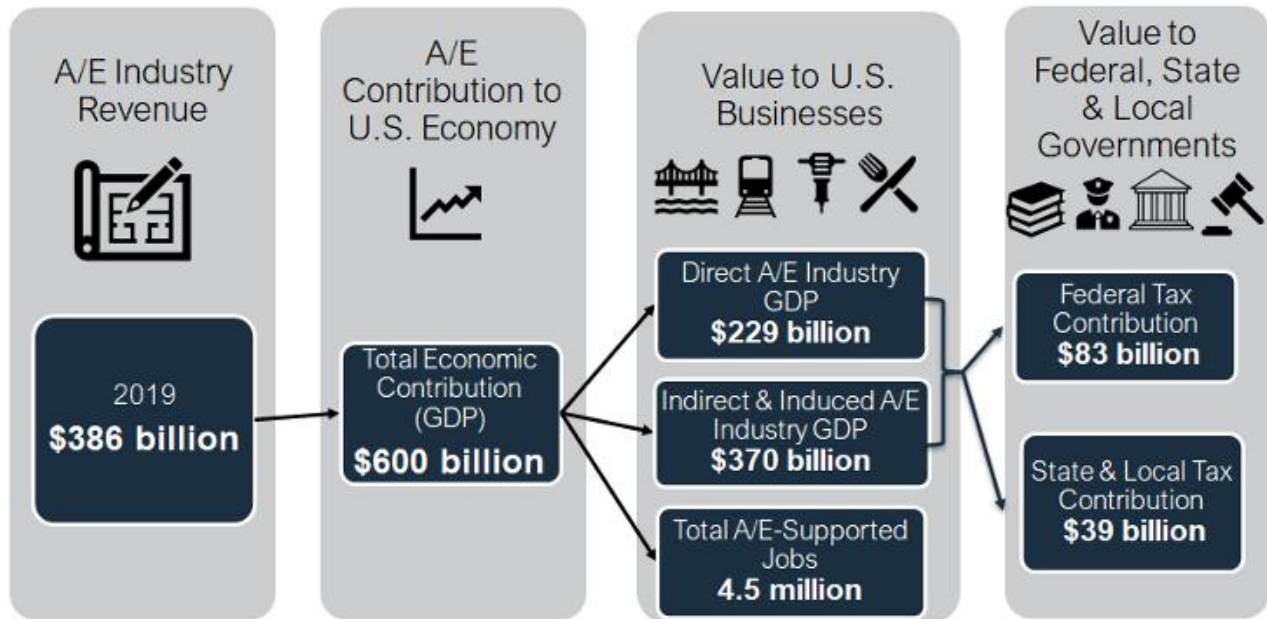 A/E Industry
Revenue
2019
$386 billion
A/E
Contribution to
U.S. Economy
Total Economic
Contribution
(GDP)
$600 billion
Value to U.S.
Businesses
Direct A/E Industry
GDP
$229 billion
Indirect & Induced A/E
Industry GDP
$370 billion
Total A/E-Supported
Jobs
4.5 million
Value to
Federal, State
& Local
Governments
Federal Tax
Contribution
$83 billion
State & Local Tax
Contribution
$39 billion